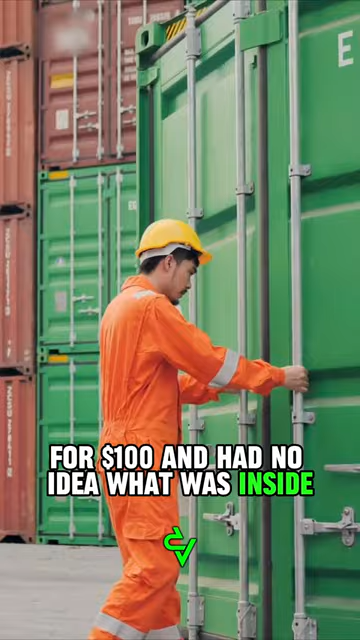 E
FOR $100 AND HAD NO
IDEA WHAT WAS INSIDE